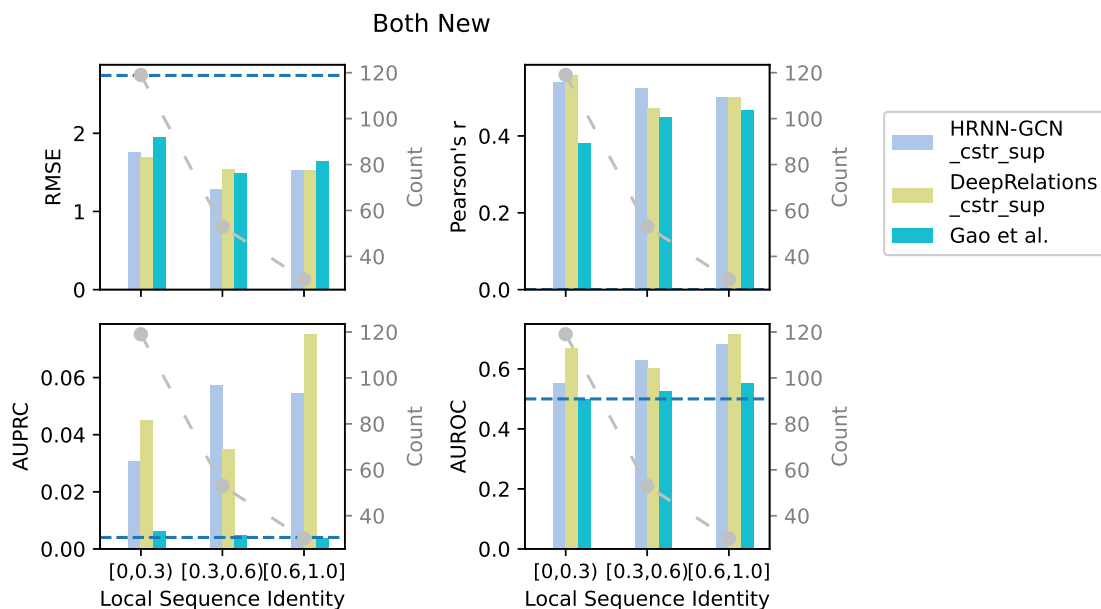 Both New
RMSE
2
1
0
120
100
80
60
40
Count
Pearson's r
0.4
0.2
0.0
120
100
80
60
40
Count
HRNN-GCN
_cstr_sup
DeepRelations
_cstr_sup
Gao et al.
AUPRC
0.06
0.04
0.02
0.00
120
100
80
60
40
Count
[0,0.3) [0.3,0.6) [0.6,1.0]
Local Sequence Identity
AUROC
0.6
0.4
0.2
0.0
120
100
80
60
40
Count
[0,0.3) [0.3,0.6) [0.6,1.0]
Local Sequence Identity